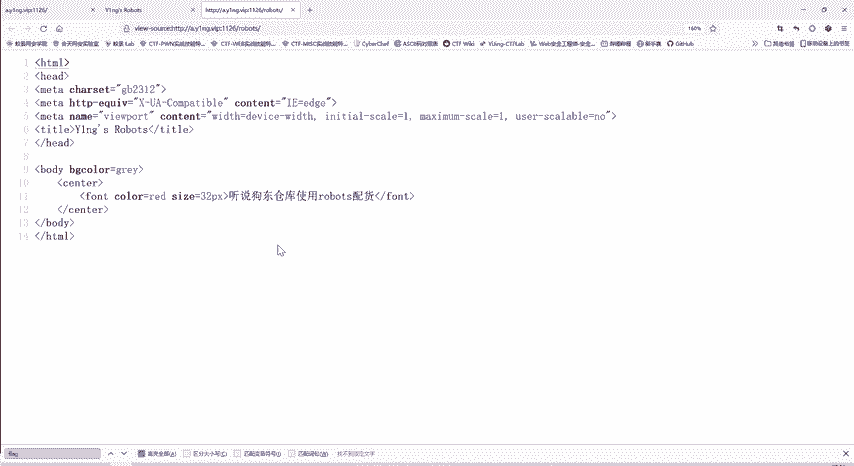 a.y1ng.vip:1126/
Y1ng's Robots
http://a.y1ng.vip:1126/robots/
view-source:http://a.y1ng.vip:1126/robots/
160%
CyberChef
CTF Wiki
GitHub
1 <html>
2 <head>
3 <meta charset="gb2312">
4 <meta http-equiv="X-UA-Compatible" content="IE=edge">
5 <meta name="viewport" content="width=device-width, initial-scale=1, maximum-scale=1, user-scalable=no">
6 <title>Y1ng's Robots</title>
7 </head>
8
9 <body bgcolor=grey>
10 <center>
11 <font color=red size=32px>听说狗东仓库使用robots配货</font>
12 </center>
13 </body>
14 </html>
flag
高亮全部(A) 区分大小写(C) 匹配变音符号(I) 匹配词句(W) 找不到指定文字